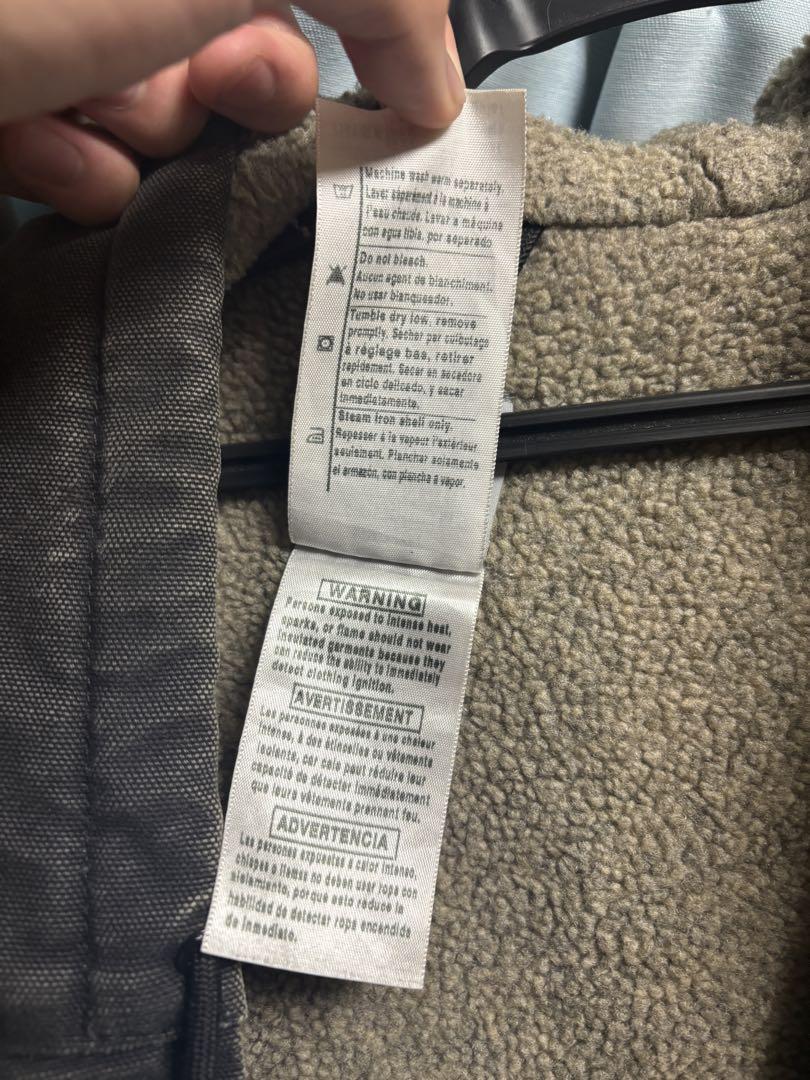 Machine wash warm separately.
Laver séparément à la machine à
l'eau chaude. Lavar a máquina
con agua tibia, por separado
Do not bleach.
Aucun agent de blanchiment.
No usar blanqueador.
Tumble dry low, remove
promptly. Sécher par culbutage
à réglage bas, retirer
rapidement. Secar en secadora
en ciclo delicado, y sacar
inmediatamente.
Steam iron shell only.
Repasser à la vapeur l'extérieur
seulement. Planchar solamente
el armazón, con plancha a vapor.
WARNING
Persons exposed to intense heat,
sparks, or flame should not wear
insulated garments because they
can reduce the ability to immediately
detect clothing ignition.
AVERTISSEMENT
Les personnes exposées à une chaleur
intense, à des étincelles ou vêtements
isolants, car cela peut réduire leur
capacité de détecter immédiatement
que leurs vêtements prennent feu.
ADVERTENCIA
Las personas expuestas a calor intenso,
chispas o llamas no deben usar ropa con
aislamiento, porque esto reduce la
habilidad de detectar ropa encendida
de inmediato.